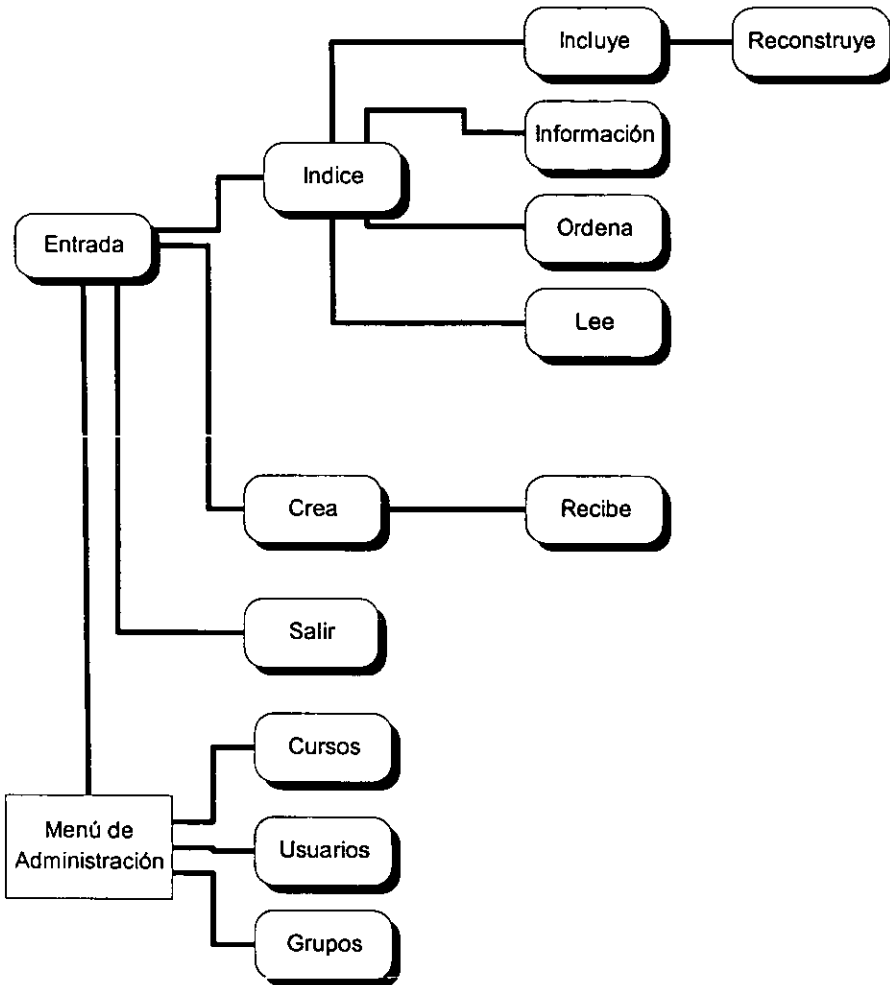 Incluye
Reconstruye
Información
Indice
Ordena
Entrada
Lee
Crea
Recibe
Salir
Cursos
Menú de
Administración
Usuarios
Grupos